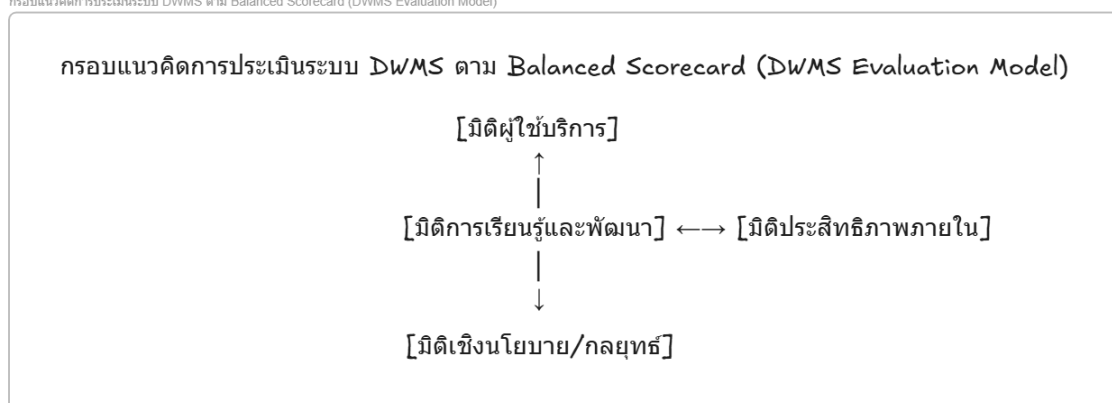 กรอบแนวคิดการประเมินระบบ DWMS ตาม Balanced Scorecard (DWMS Evaluation Model)
กรอบแนวคิดการประเมินระบบ DWMS ตาม Balanced Scorecard (DWMS Evaluation Model)
[มิติผู้ใช้บริการ]
↑
|
[มิติการเรียนรู้และพัฒนา] ←→ [มิติประสิทธิภาพภายใน]
|
↓
[มิติเชิงนโยบาย/กลยุทธ์]